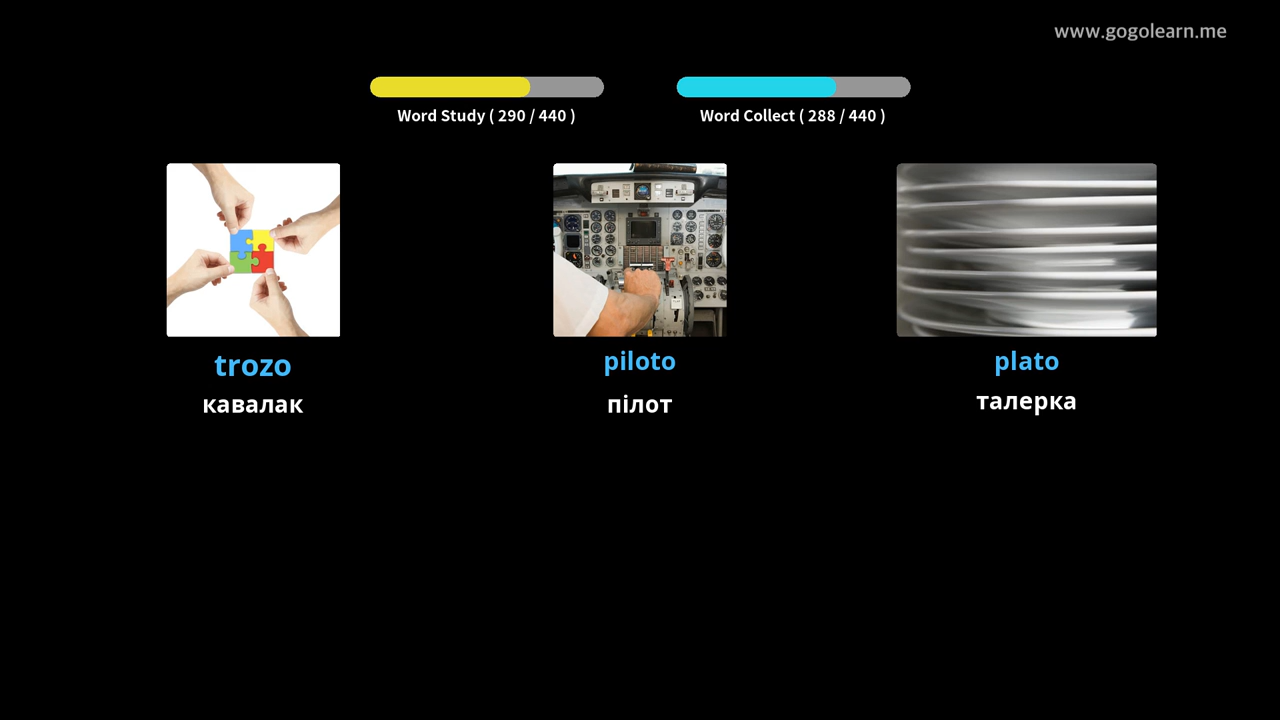 www.gogolearn.me
Word Study ( 290 / 440 )
Word Collect ( 288 / 440 )
trozo
кавалак
piloto
пілот
plato
талерка